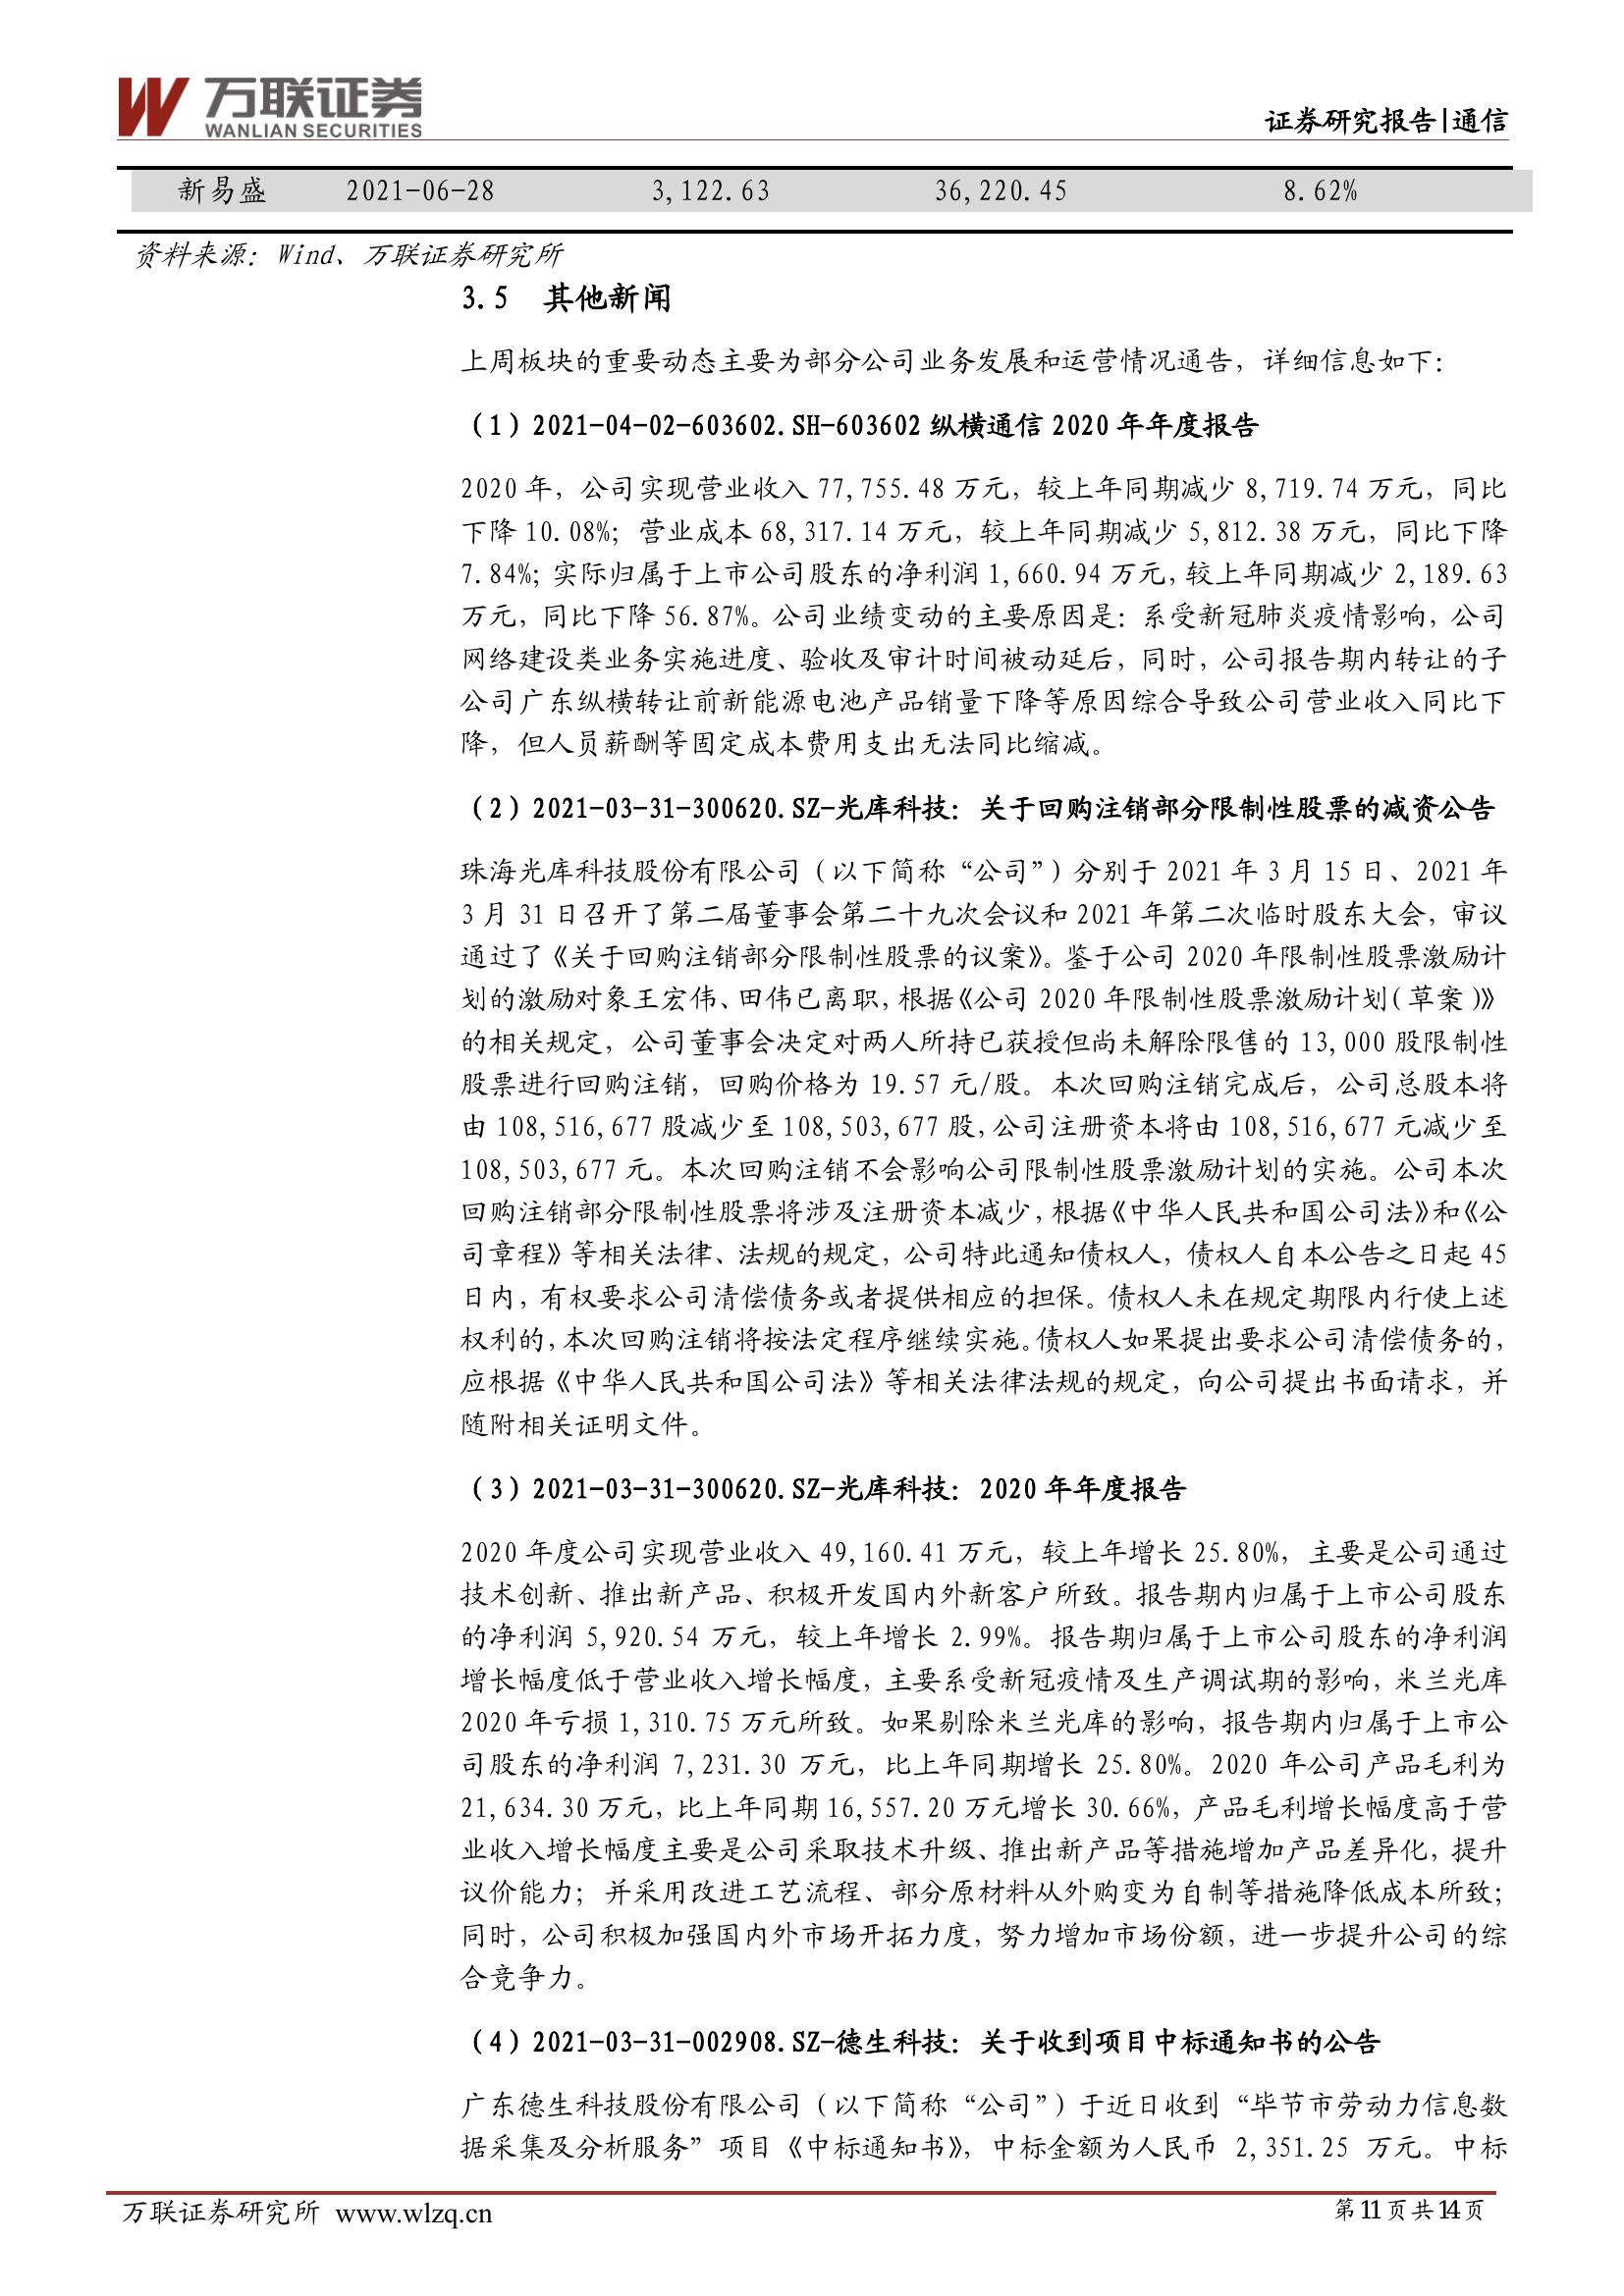 万联证券
WANLIAN SECURITIES
证券研究报告|通信
新易盛 2021-06-28 3,122.63 36,220.45 8.62%
资料来源：Wind、万联证券研究所
3.5 其他新闻
上周板块的重要动态主要为部分公司业务发展和运营情况通告，详细信息如下：
（1）2021-04-02-603602.SH-603602 纵横通信 2020 年年度报告
2020 年，公司实现营业收入 77,755.48 万元，较上年同期减少 8,719.74 万元，同比
下降 10.08%；营业成本 68,317.14 万元，较上年同期减少 5,812.38 万元，同比下降
7.84%；实际归属于上市公司股东的净利润 1,660.94 万元，较上年同期减少 2,189.63
万元，同比下降 56.87%。公司业绩变动的主要原因是：系受新冠肺炎疫情影响，公司
网络建设类业务实施进度、验收及审计时间被动延后，同时，公司报告期内转让的子
公司广东纵横转让前新能源电池产品销量下降等原因综合导致公司营业收入同比下
降，但人员薪酬等固定成本费用支出无法同比缩减。
（2）2021-03-31-300620.SZ-光库科技：关于回购注销部分限制性股票的减资公告
珠海光库科技股份有限公司（以下简称“公司”）分别于 2021 年 3 月 15 日、2021 年
3 月 31 日召开了第二届董事会第二十九次会议和 2021 年第二次临时股东大会，审议
通过了《关于回购注销部分限制性股票的议案》。鉴于公司 2020 年限制性股票激励计
划的激励对象王宏伟、田伟已离职，根据《公司 2020 年限制性股票激励计划（草案）》
的相关规定，公司董事会决定对两人所持已获授但尚未解除限售的 13,000 股限制性
股票进行回购注销，回购价格为 19.57 元/股。本次回购注销完成后，公司总股本将
由 108,516,677 股减少至 108,503,677 股，公司注册资本将由 108,516,677 元减少至
108,503,677 元。本次回购注销不会影响公司限制性股票激励计划的实施。公司本次
回购注销部分限制性股票将涉及注册资本减少，根据《中华人民共和国公司法》和《公
司章程》等相关法律、法规的规定，公司特此通知债权人，债权人自本公告之日起 45
日内，有权要求公司清偿债务或者提供相应的担保。债权人未在规定期限内行使上述
权利的，本次回购注销将按法定程序继续实施。债权人如果提出要求公司清偿债务的，
应根据《中华人民共和国公司法》等相关法律法规的规定，向公司提出书面请求，并
随附相关证明文件。
（3）2021-03-31-300620.SZ-光库科技：2020 年年度报告
2020 年度公司实现营业收入 49,160.41 万元，较上年增长 25.80%，主要是公司通过
技术创新、推出新产品、积极开发国内外新客户所致。报告期内归属于上市公司股东
的净利润 5,920.54 万元，较上年增长 2.99%。报告期归属于上市公司股东的净利润
增长幅度低于营业收入增长幅度，主要系受新冠疫情及生产调试期的影响，米兰光库
2020 年亏损 1,310.75 万元所致。如果剔除米兰光库的影响，报告期内归属于上市公
司股东的净利润 7,231.30 万元，比上年同期增长 25.80%。2020 年公司产品毛利为
21,634.30 万元，比上年同期 16,557.20 万元增长 30.66%，产品毛利增长幅度高于营
业收入增长幅度主要是公司采取技术升级、推出新产品等措施增加产品差异化，提升
议价能力；并采用改进工艺流程、部分原材料从外购变为自制等措施降低成本所致；
同时，公司积极加强国内外市场开拓力度，努力增加市场份额，进一步提升公司的综
合竞争力。
（4）2021-03-31-002908.SZ-德生科技：关于收到项目中标通知书的公告
广东德生科技股份有限公司（以下简称“公司”）于近日收到“毕节市劳动力信息数
据采集及分析服务”项目《中标通知书》，中标金额为人民币 2,351.25 万元。中标
万联证券研究所 www.wlzq.cn
第 11 页 共 14 页